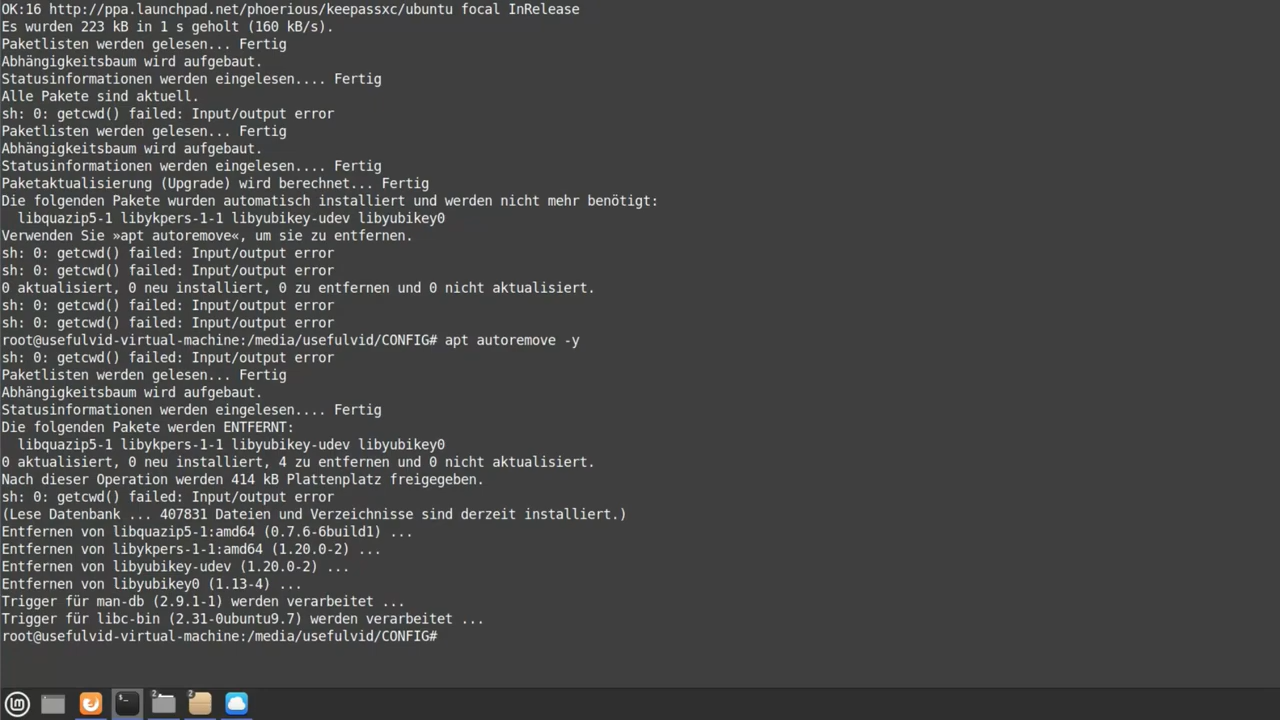 OK:16 http://ppa.launchpad.net/phoerious/keepassxc/ubuntu focal InRelease
Es wurden 223 kB in 1 s geholt (160 kB/s).
Paketlisten werden gelesen... Fertig
Abhängigkeitsbaum wird aufgebaut.
Statusinformationen werden eingelesen.... Fertig
Alle Pakete sind aktuell.
sh: 0: getcwd() failed: Input/output error
Paketlisten werden gelesen... Fertig
Abhängigkeitsbaum wird aufgebaut.
Statusinformationen werden eingelesen.... Fertig
Paketaktualisierung (Upgrade) wird berechnet... Fertig
Die folgenden Pakete wurden automatisch installiert und werden nicht mehr benötigt:
  libquazip5-1 libykpers-1-1 libyubikey-udev libyubikey0
Verwenden Sie »apt autoremove«, um sie zu entfernen.
sh: 0: getcwd() failed: Input/output error
sh: 0: getcwd() failed: Input/output error
0 aktualisiert, 0 neu installiert, 0 zu entfernen und 0 nicht aktualisiert.
sh: 0: getcwd() failed: Input/output error
sh: 0: getcwd() failed: Input/output error
root@usefulvid-virtual-machine:/media/usefulvid/CONFIG# apt autoremove -y
sh: 0: getcwd() failed: Input/output error
Paketlisten werden gelesen... Fertig
Abhängigkeitsbaum wird aufgebaut.
Statusinformationen werden eingelesen.... Fertig
Die folgenden Pakete werden ENTFERNT:
  libquazip5-1 libykpers-1-1 libyubikey-udev libyubikey0
0 aktualisiert, 0 neu installiert, 4 zu entfernen und 0 nicht aktualisiert.
Nach dieser Operation werden 414 kB Plattenplatz freigegeben.
sh: 0: getcwd() failed: Input/output error
(Lese Datenbank ... 407831 Dateien und Verzeichnisse sind derzeit installiert.)
Entfernen von libquazip5-1:amd64 (0.7.6-6build1) ...
Entfernen von libykpers-1-1:amd64 (1.20.0-2) ...
Entfernen von libyubikey-udev (1.20.0-2) ...
Entfernen von libyubikey0 (1.13-4) ...
Trigger für man-db (2.9.1-1) werden verarbeitet ...
Trigger für libc-bin (2.31-0ubuntu9.7) werden verarbeitet ...
root@usefulvid-virtual-machine:/media/usefulvid/CONFIG#
$_ 2 2